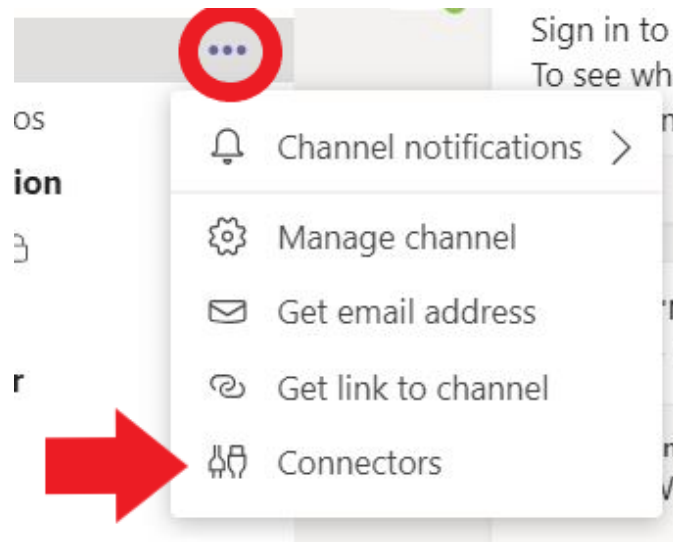 Sign in to
To see wh
os
ion
r
Channel notifications
Manage channel
Get email address
Get link to channel
Connectors